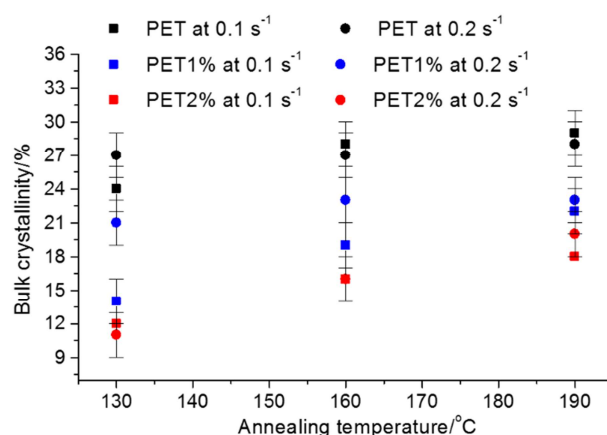 PET at 0.1 s⁻¹ PET at 0.2 s⁻¹
PET1% at 0.1 s⁻¹ PET1% at 0.2 s⁻¹
PET2% at 0.1 s⁻¹ PET2% at 0.2 s⁻¹
36
33
30
27
24
21
18
15
12
9
Bulk crystallinity/%
130 140 150 160 170 180 190
Annealing temperature/°C